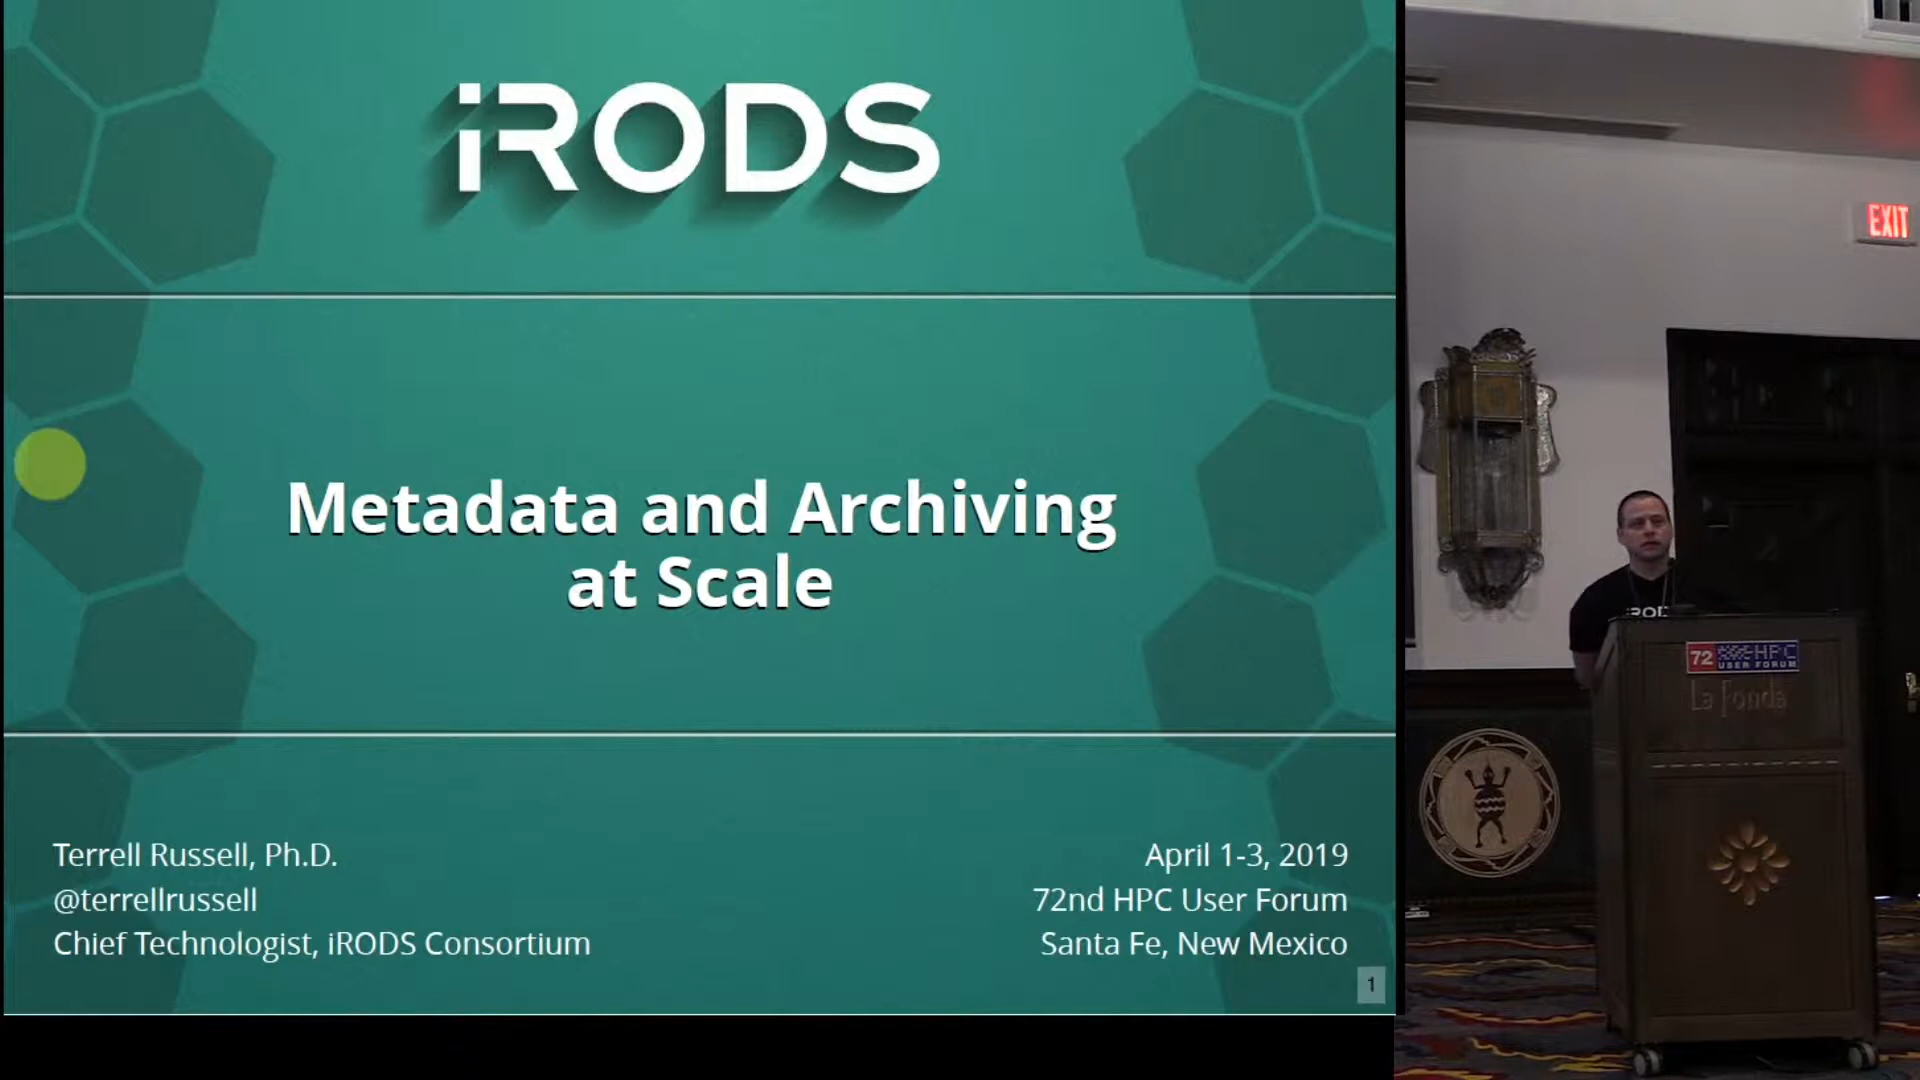 iRODS
Metadata and Archiving
at Scale
Terrell Russell, Ph.D.
@terrellrussell
Chief Technologist, iRODS Consortium
April 1-3, 2019
72nd HPC User Forum
Santa Fe, New Mexico
1
EXIT
iROD
72 HPC
USER FORUM
La Fonda